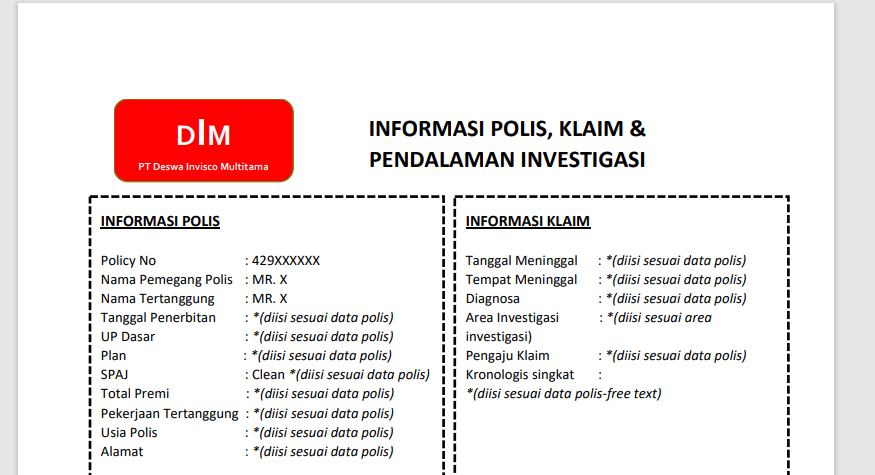 DIM
PT Deswa Invisco Multitama
INFORMASI POLIS, KLAIM &
PENDALAMAN INVESTIGASI
INFORMASI POLIS
Policy No : 429XXXXXX
Nama Pemegang Polis : MR. X
Nama Tertanggung : MR. X
Tanggal Penerbitan : *(diisi sesuai data polis)
UP Dasar : *(diisi sesuai data polis)
Plan : *(diisi sesuai data polis)
SPAJ : Clean *(diisi sesuai data polis)
Total Premi : *(diisi sesuai data polis)
Pekerjaan Tertanggung : *(diisi sesuai data polis)
Usia Polis : *(diisi sesuai data polis)
Alamat : *(diisi sesuai data polis)
INFORMASI KLAIM
Tanggal Meninggal : *(diisi sesuai data polis)
Tempat Meninggal : *(diisi sesuai data polis)
Diagnosa : *(diisi sesuai data polis)
Area Investigasi : *(diisi sesuai area
investigasi)
Pengaju Klaim : *(diisi sesuai data polis)
Kronologis singkat :
*(diisi sesuai data polis-free text)